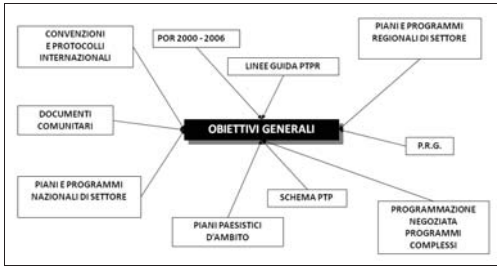 CONVENZIONI
E PROTOCOLLI
INTERNAZIONALI
POR 2000 - 2006
LINEE GUIDA PTPR
PIANI E PROGRAMMI
REGIONALI DI SETTORE
DOCUMENTI
COMUNITARI
OBIETTIVI GENERALI
P.R.G.
PIANI E PROGRAMMI
NAZIONALI DI SETTORE
PIANI PAESISTICI
D'AMBITO
SCHEMA PTP
PROGRAMMAZIONE
NEGOZIATA
PROGRAMMI
COMPLESSI